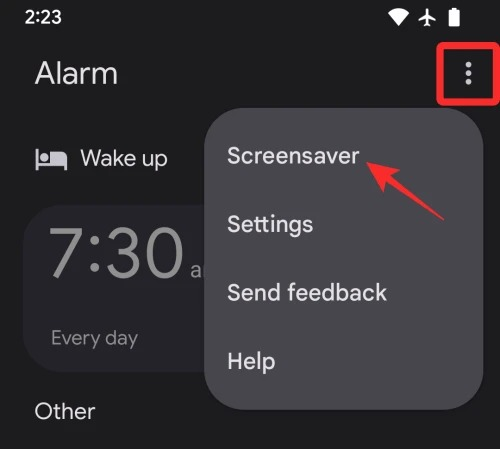 2:23
Alarm
Wake up
Screensaver
7:30
Settings
Send feedback
Every day
Help
Other